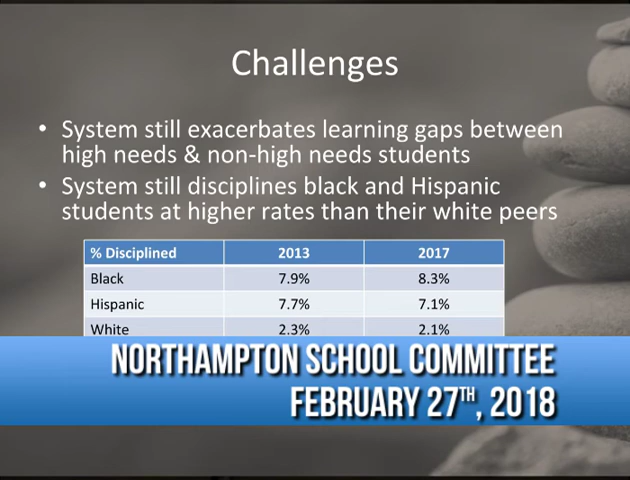 Challenges
• System still exacerbates learning gaps between
high needs & non-high needs students
• System still disciplines black and Hispanic
students at higher rates than their white peers
% Disciplined 2013 2017
Black 7.9% 8.3%
Hispanic 7.7% 7.1%
White 2.3% 2.1%
NORTHAMPTON SCHOOL COMMITTEE
FEBRUARY 27TH, 2018